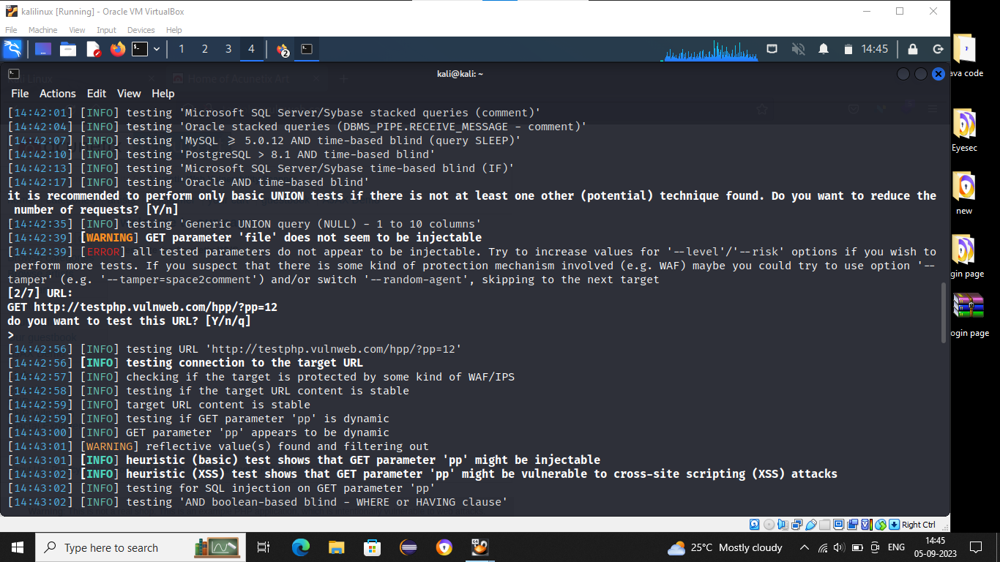 kalilinux [Running] - Oracle VM VirtualBox
File Machine View Input Devices Help
1 2 3 4 2 14:45
Home of Acunetix Art
kali@kali: ~
File Actions Edit View Help
[14:42:01] [INFO] testing 'Microsoft SQL Server/Sybase stacked queries (comment)'
[14:42:04] [INFO] testing 'Oracle stacked queries (DBMS_PIPE.RECEIVE_MESSAGE - comment)'
[14:42:07] [INFO] testing 'MySQL ≥ 5.0.12 AND time-based blind (query SLEEP)'
[14:42:10] [INFO] testing 'PostgreSQL > 8.1 AND time-based blind'
[14:42:13] [INFO] testing 'Microsoft SQL Server/Sybase time-based blind (IF)'
[14:42:17] [INFO] testing 'Oracle AND time-based blind'
it is recommended to perform only basic UNION tests if there is not at least one other (potential) technique found. Do you want to reduce the
number of requests? [Y/n]
[14:42:35] [INFO] testing 'Generic UNION query (NULL) - 1 to 10 columns'
[14:42:39] [WARNING] GET parameter 'file' does not seem to be injectable
[14:42:39] [ERROR] all tested parameters do not appear to be injectable. Try to increase values for '--level'/'--risk' options if you wish to
perform more tests. If you suspect that there is some kind of protection mechanism involved (e.g. WAF) maybe you could try to use option '--
tamper' (e.g. '--tamper=space2comment') and/or switch '--random-agent', skipping to the next target
[2/7] URL:
GET http://testphp.vulnweb.com/hpp/?pp=12
do you want to test this URL? [Y/n/q]
>
[14:42:56] [INFO] testing URL 'http://testphp.vulnweb.com/hpp/?pp=12'
[14:42:56] [INFO] testing connection to the target URL
[14:42:57] [INFO] checking if the target is protected by some kind of WAF/IPS
[14:42:58] [INFO] testing if the target URL content is stable
[14:42:59] [INFO] target URL content is stable
[14:42:59] [INFO] testing if GET parameter 'pp' is dynamic
[14:43:00] [INFO] GET parameter 'pp' appears to be dynamic
[14:43:01] [WARNING] reflective value(s) found and filtering out
[14:43:01] [INFO] heuristic (basic) test shows that GET parameter 'pp' might be injectable
[14:43:02] [INFO] heuristic (XSS) test shows that GET parameter 'pp' might be vulnerable to cross-site scripting (XSS) attacks
[14:43:02] [INFO] testing for SQL injection on GET parameter 'pp'
[14:43:02] [INFO] testing 'AND boolean-based blind - WHERE or HAVING clause'
Right Ctrl
ava code
Eyesec
new
gin page
ogin page
Type here to search
25°C Mostly cloudy
ENG
14:45
05-09-2023